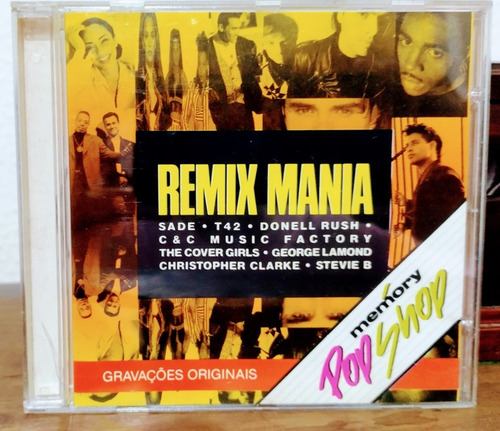 REMIX MANIA
SADE • T42 • DONELL RUSH •
C&C MUSIC FACTORY
THE COVER GIRLS • GEORGE LAMOND
CHRISTOPHER CLARKE • STEVIE B
memory
Pop Shop
GRAVAÇÕES ORIGINAIS